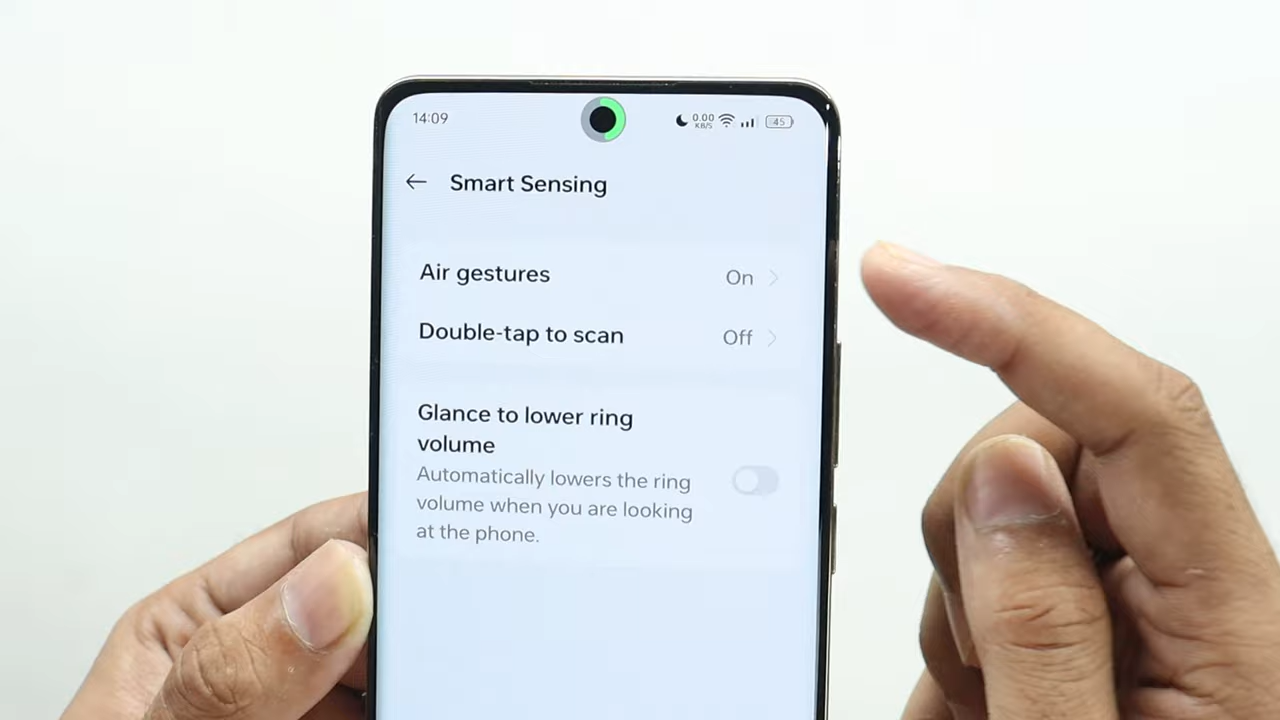 14:09
0.00
KB/S
45
Smart Sensing
Air gestures
On
Double-tap to scan
Off
Glance to lower ring
volume
Automatically lowers the ring
volume when you are looking
at the phone.